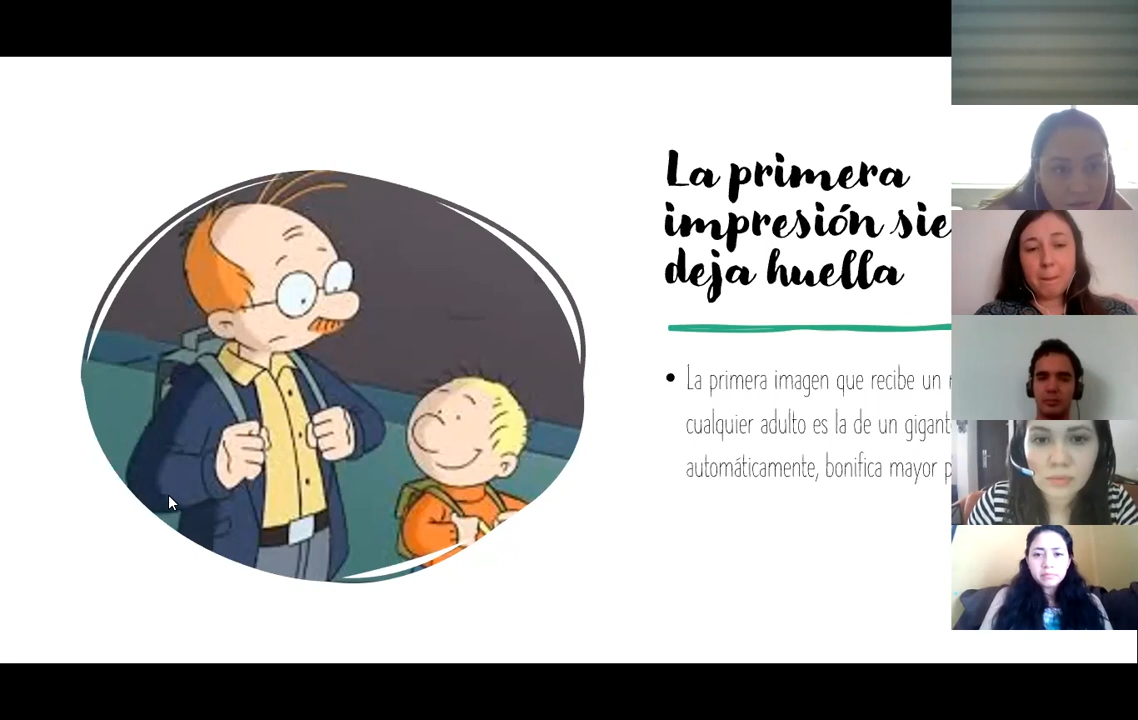 La primera
impresión sie
deja huella
• La primera imagen que recibe un
cualquier adulto es la de un gigant
automáticamente, bonifica mayor p